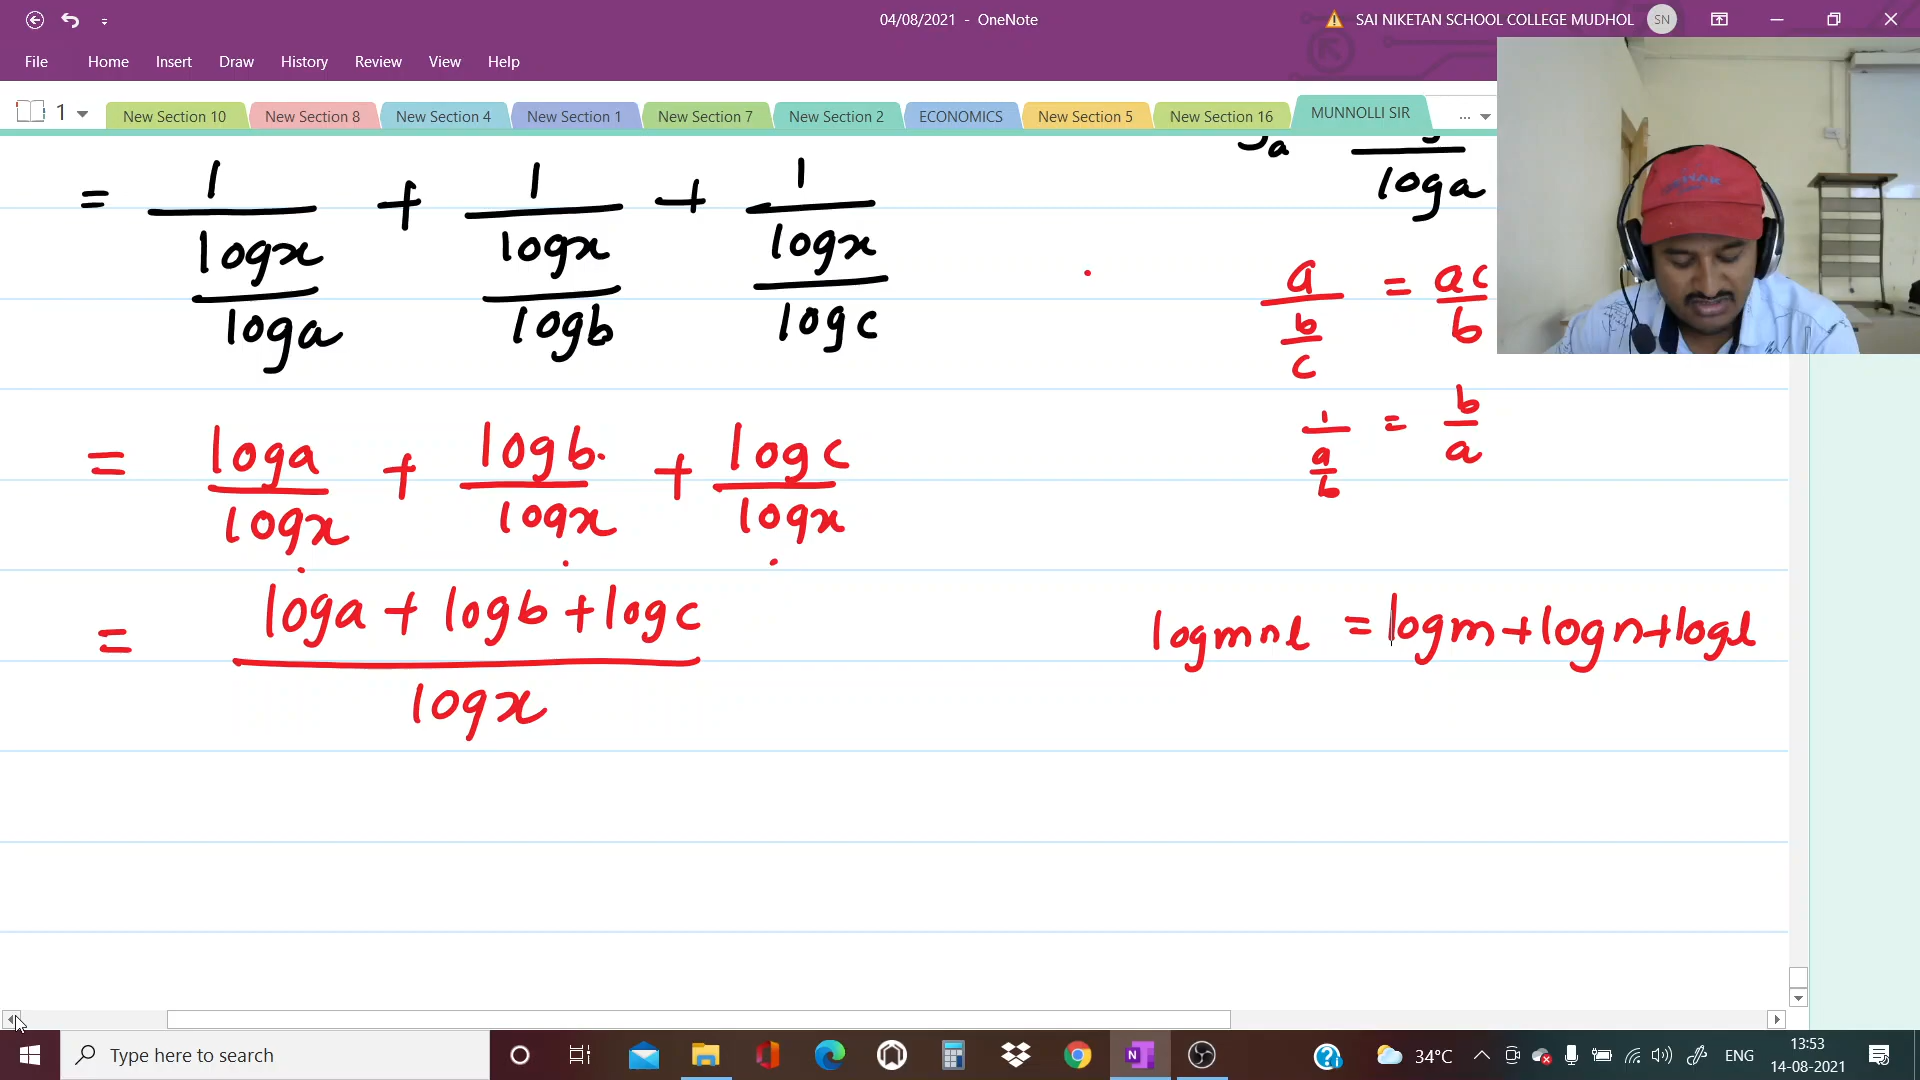 04/08/2021 - OneNote
SAI NIKETAN SCHOOL COLLEGE MUDHOL SN
File Home Insert Draw History Review View Help
1 New Section 10 New Section 8 New Section 4 New Section 1 New Section 7 New Section 2 ECONOMICS New Section 5 New Section 16 MUNNOLLI SIR ...
= 1/(logx/loga) + 1/(logx/logb) + 1/(logx/logc)
= loga/logx + logb/logx + logc/logx
= (loga + logb + logc)/logx
a
loga
a/(b/c) = ac/b
1/(a/b) = b/a
logmnl = logm+logn+logl
Type here to search
34°C
ENG
13:53
14-08-2021